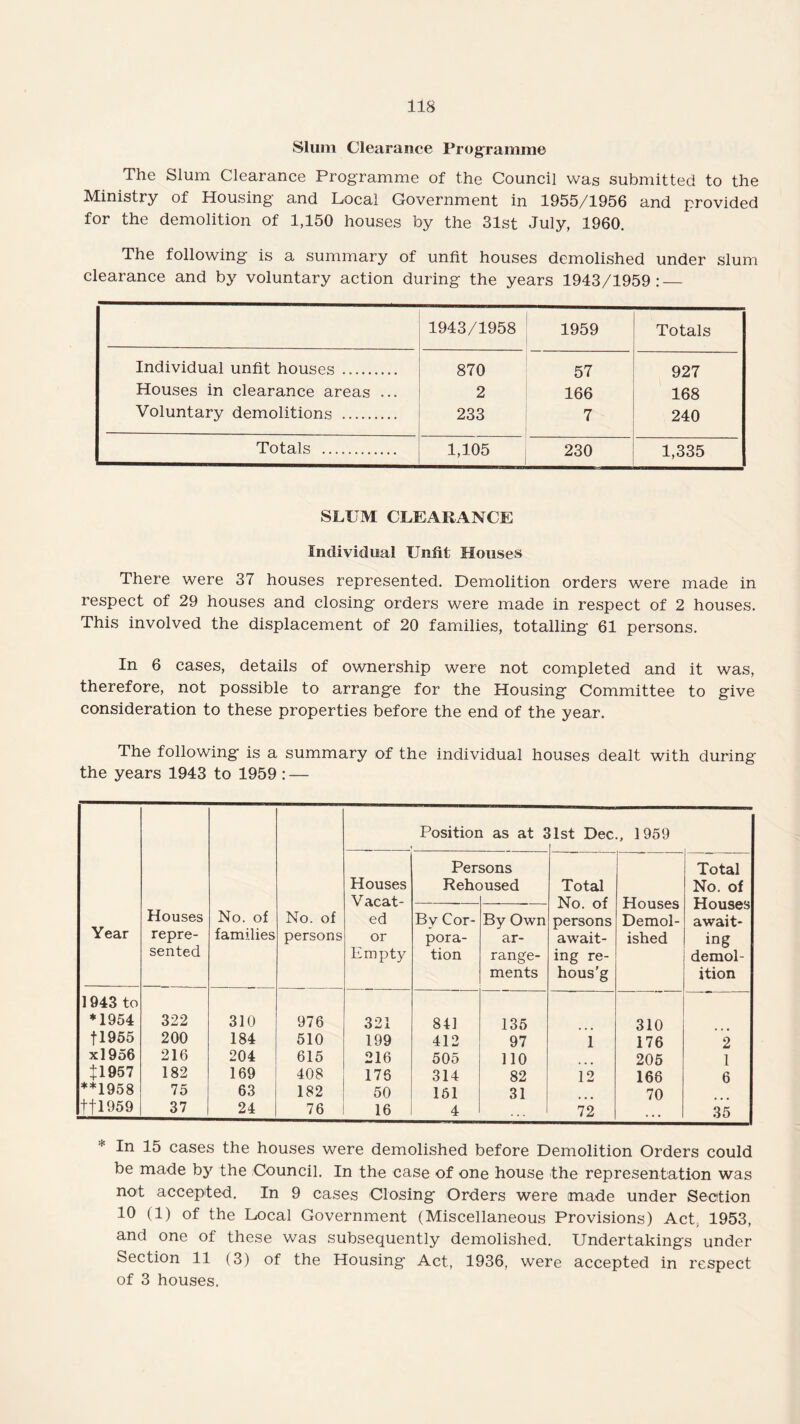 118
Slum Clearance Programme
The Slum Clearance Programme of the Council was submitted to the
Ministry of Housing and Local Government in 1955/1956 and provided
for the demolition of 1,150 houses by the 31st July, 1960.
The following is a summary of unfit houses demolished under slum
clearance and by voluntary action during the years 1943/1959 : —
1943/1958 1959 Totals
Individual unfit houses ......... 870 57 927
Houses in clearance areas ... 2 166 168
Voluntary demolitions ......... 233 7 240
Totals ............ 1,105 230 1,335
SLUM CLEARANCE
Individual Unfit Houses
There were 37 houses represented. Demolition orders were made in
respect of 29 houses and closing orders were made in respect of 2 houses.
This involved the displacement of 20 families, totalling 61 persons.
In 6 cases, details of ownership were not completed and it was,
therefore, not possible to arrange for the Housing Committee to give
consideration to these properties before the end of the year.
The following is a summary of the individual houses dealt with during
the years 1943 to 1959 : —
Position as at 31st Dec., 1959
Year
Houses
repre-
sented
No. of
families
No. of
persons
Houses
Vacat-
ed
or
Empty
Persons
Rehoused
By Cor-
pora-
tion
By Own
ar-
range-
ments
Total
No. of
persons
await-
ing re-
hous'g
Houses
Demol-
ished
Total
No. of
Houses
await-
ing
demol-
ition
1943 to
*1954 322 310 976 321 841 135 ... 310 ...
†1955 200 184 510 199 412 97 1 176 2
x1956 216 204 615 216 505 110 ... 205 1
‡1957 182 169 408 176 314 82 12 166 6
**1958 75 63 182 50 151 31 ... 70 ...
††1959 37 24 76 16 4 ... 72 ... 35
* In 15 cases the houses were demolished before Demolition Orders could
be made by the Council. In the case of one house the representation was
not accepted. In 9 cases Closing Orders were made under Section
10 (1) of the Local Government (Miscellaneous Provisions) Act, 1953,
and one of these was subsequently demolished. Undertakings under
Section 11 (3) of the Housing Act, 1936, were accepted in respect
of 3 houses.